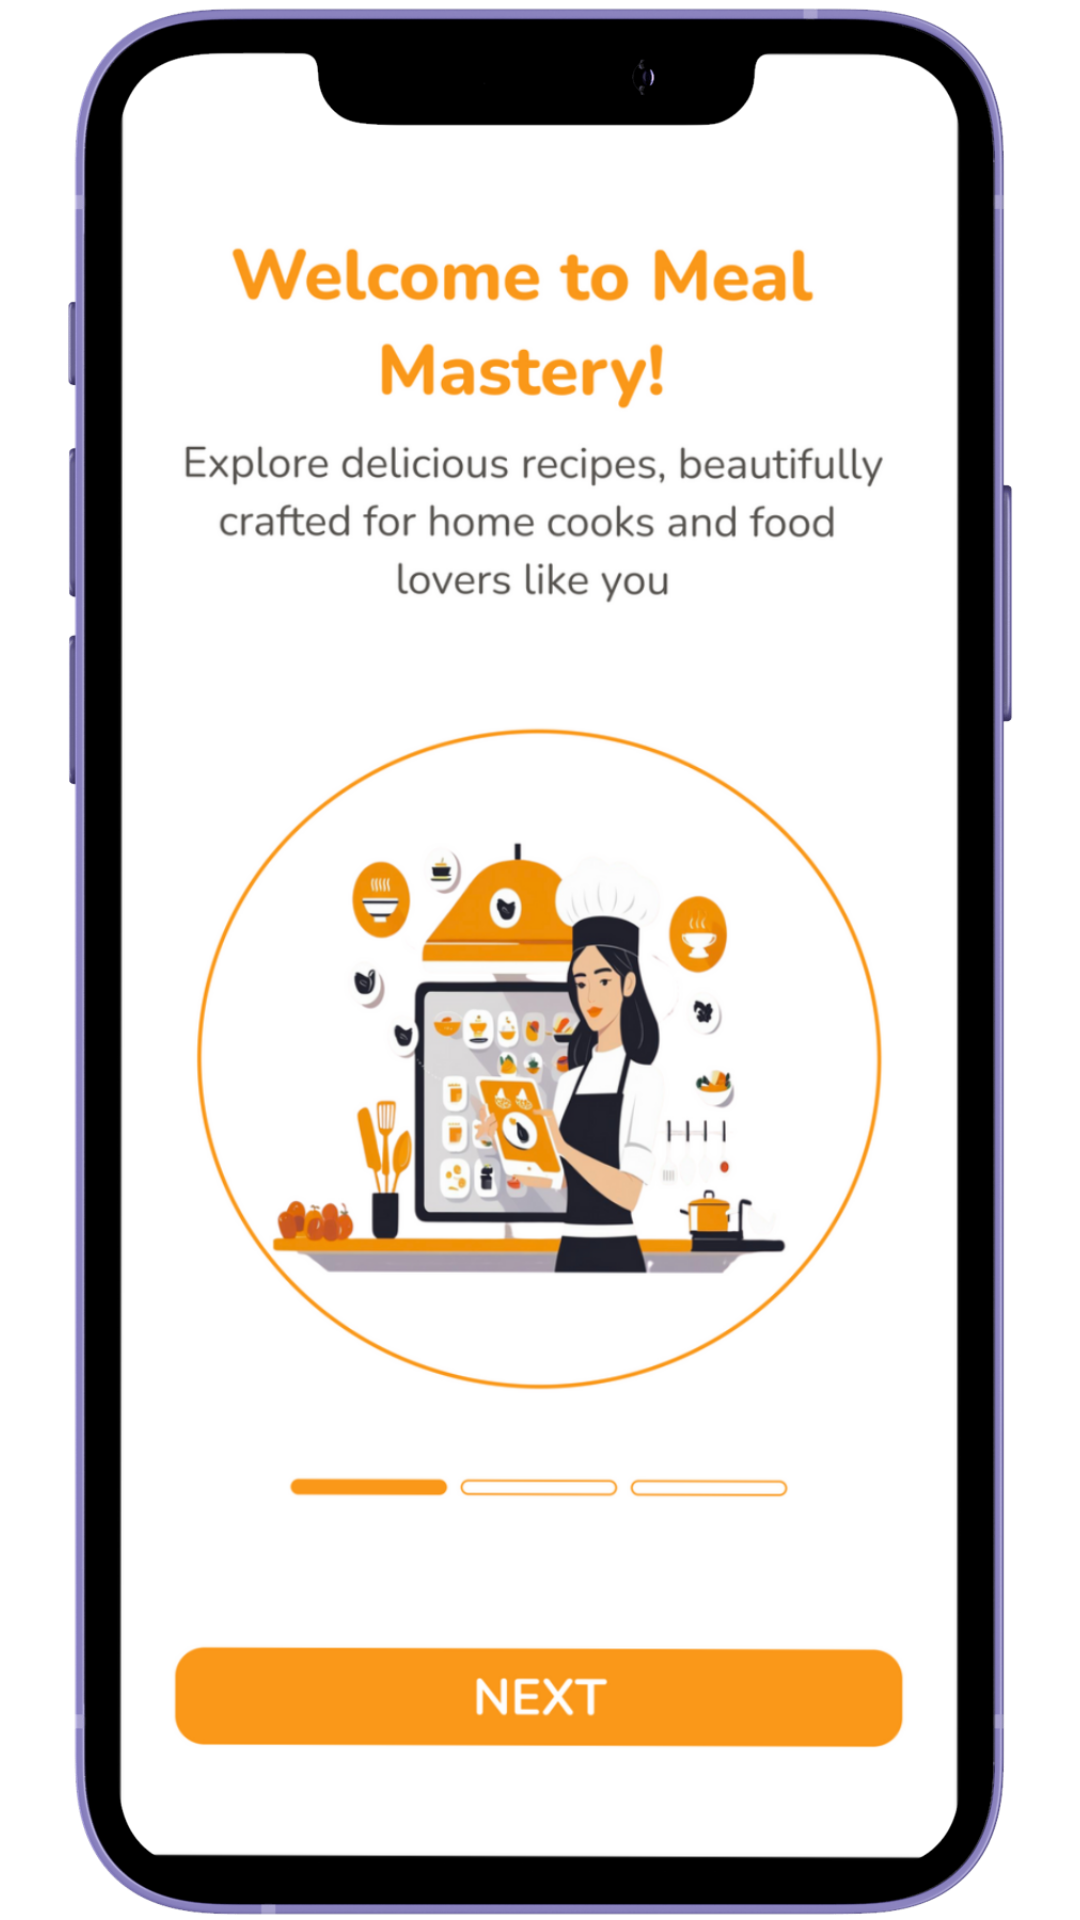 Welcome to Meal
Mastery!
Explore delicious recipes, beautifully
crafted for home cooks and food
lovers like you
NEXT